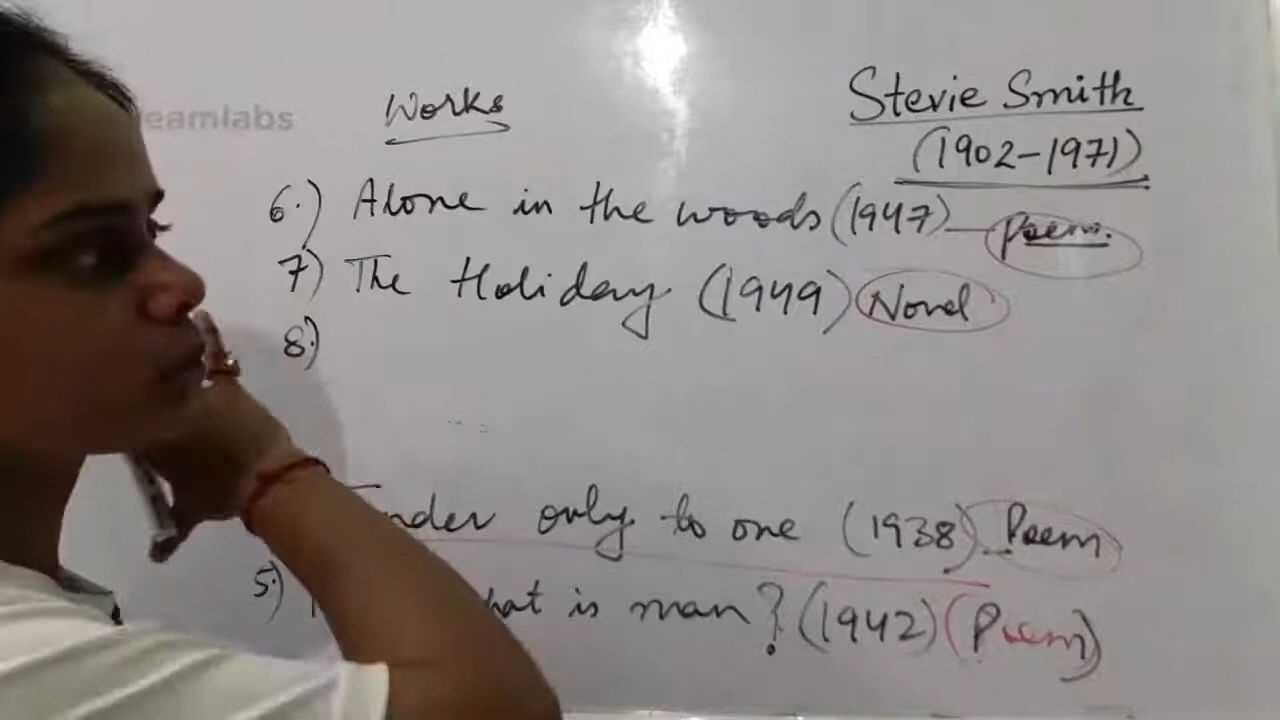 eamlabs
Works
Stevie Smith
(1902-1971)
6.) Alone in the woods (1947) - Poem.
7) The Holiday (1949) Novel
8.)
nder only to one (1938) Poem
5.) hat is man? (1942) (Poem)